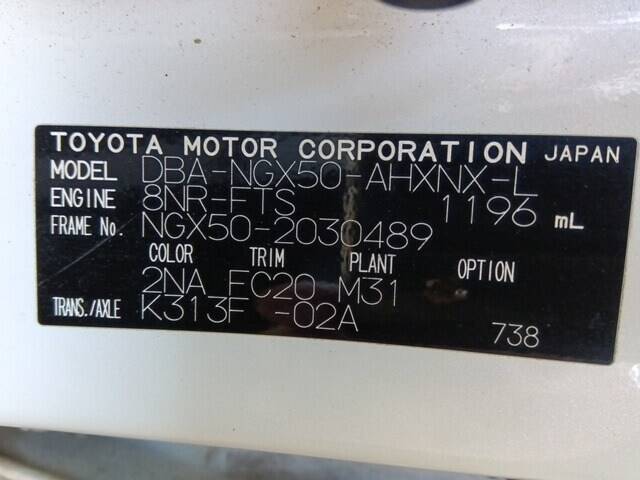 TOYOTA MOTOR CORPORATION JAPAN
MODEL DBA-NGX50-AHXNX-L
ENGINE 8NR-FTS 1196 mL
FRAME No. NGX50-2030489
COLOR TRIM PLANT OPTION
2NA FC20 M31
TRANS./AXLE K313F -02A
738